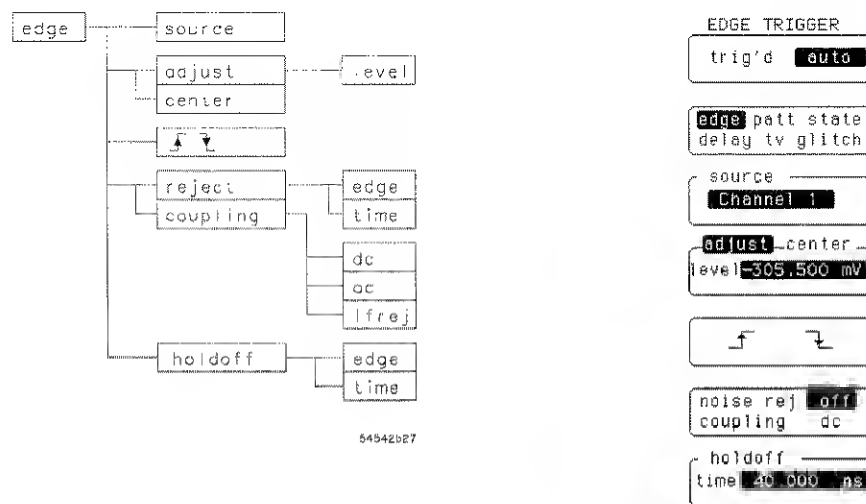 edge
source
adjust
level
center
reject
edge
coupling
time
dc
ac
lfrej
holdoff
edge
time
54542b27
EDGE TRIGGER
trig'd auto
edge patt state
delay tv glitch
source
Channel 1
adjust center
level -305.500 mV
noise rej off
coupling dc
holdoff
time 40.000 ns